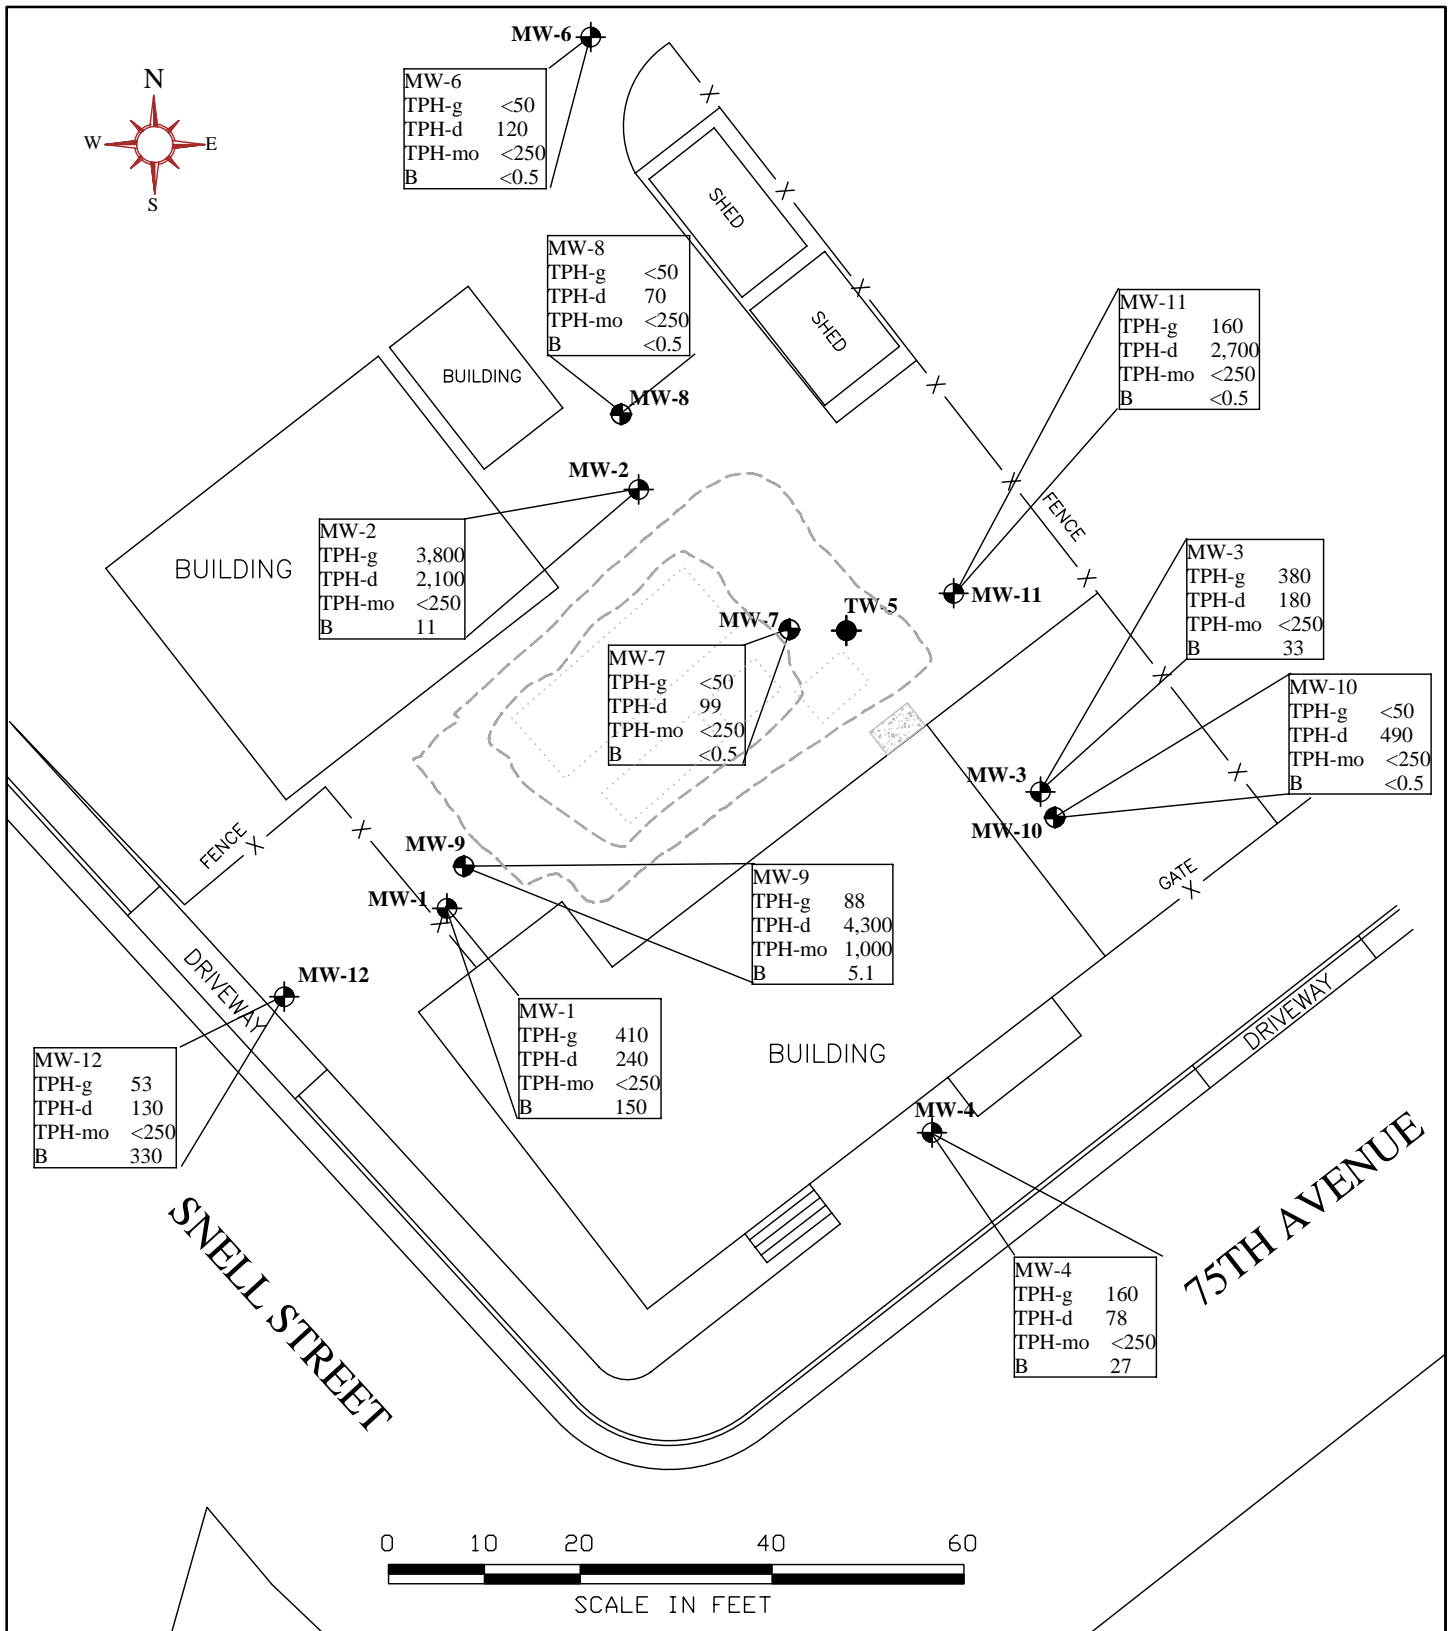 MW-6
N
W
E
S
MW-6
TPH-g <50
TPH-d 120
TPH-mo <250
B <0.5
SHED
SHED
MW-8
TPH-g <50
TPH-d 70
TPH-mo <250
B <0.5
MW-8
BUILDING
MW-11
TPH-g 160
TPH-d 2,700
TPH-mo <250
B <0.5
MW-2
FENCE
BUILDING
MW-2
TPH-g 3,800
TPH-d 2,100
TPH-mo <250
B 11
MW-11
MW-3
TPH-g 380
TPH-d 180
TPH-mo <250
B 33
MW-7
TW-5
MW-7
TPH-g <50
TPH-d 99
TPH-mo <250
B <0.5
MW-10
TPH-g <50
TPH-d 490
TPH-mo <250
B <0.5
MW-3
MW-10
FENCE
MW-9
GATE
MW-9
TPH-g 88
TPH-d 4,300
TPH-mo 1,000
B 5.1
MW-1
DRIVEWAY
MW-12
MW-1
TPH-g 410
TPH-d 240
TPH-mo <250
B 150
BUILDING
DRIVEWAY
MW-12
TPH-g 53
TPH-d 130
TPH-mo <250
B 330
MW-4
SNELL STREET
75TH AVENUE
MW-4
TPH-g 160
TPH-d 78
TPH-mo <250
B 27
0 10 20 40 60
SCALE IN FEET